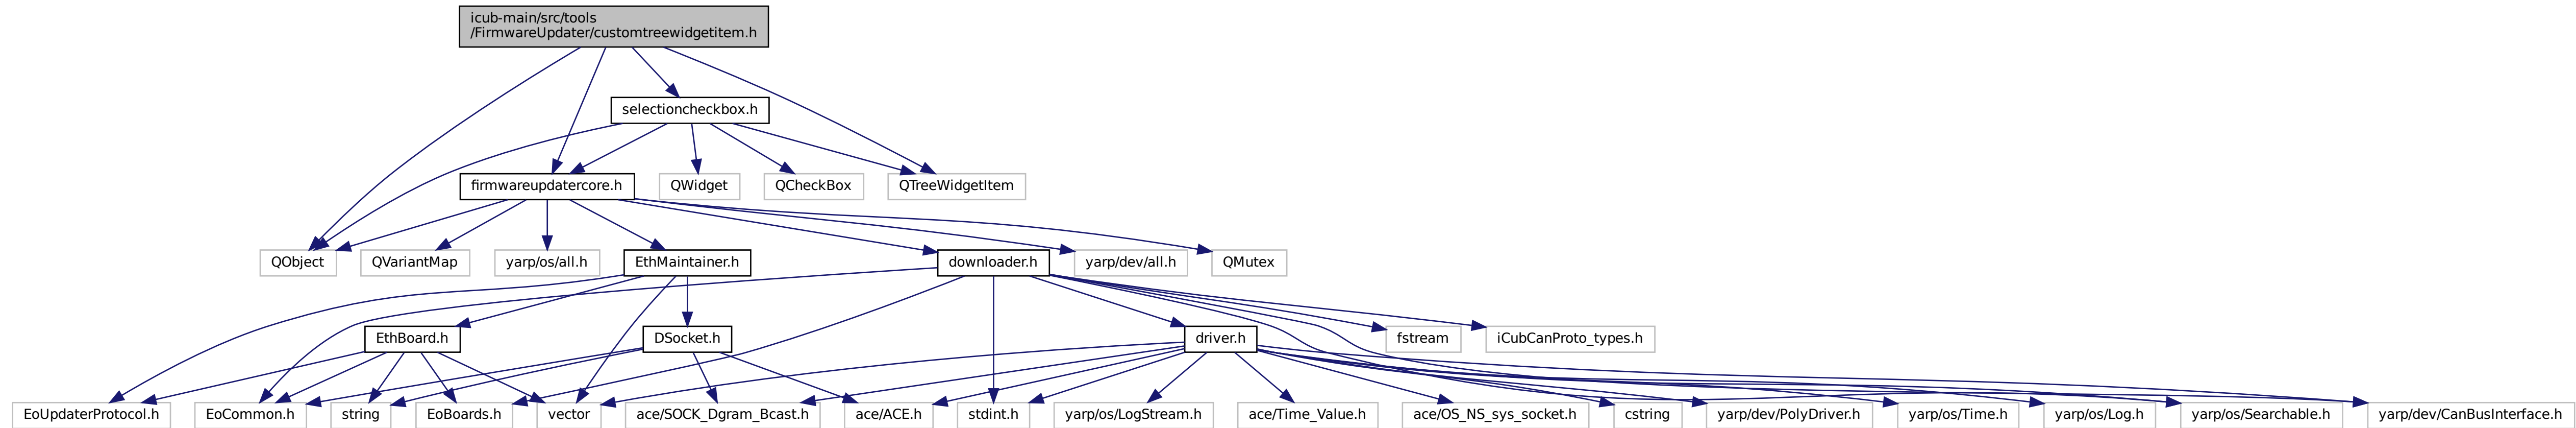 icub-main/src/tools
/FirmwareUpdater/customtreewidgetitem.h
selectioncheckbox.h
firmwareupdatercore.h
QWidget
QCheckBox
QTreeWidgetItem
QObject
QVariantMap
yarp/os/all.h
EthMaintainer.h
downloader.h
yarp/dev/all.h
QMutex
EthBoard.h
DSocket.h
driver.h
fstream
iCubCanProto_types.h
EoUpdaterProtocol.h
EoCommon.h
string
EoBoards.h
vector
ace/SOCK_Dgram_Bcast.h
ace/ACE.h
stdint.h
yarp/os/LogStream.h
ace/Time_Value.h
ace/OS_NS_sys_socket.h
cstring
yarp/dev/PolyDriver.h
yarp/os/Time.h
yarp/os/Log.h
yarp/os/Searchable.h
yarp/dev/CanBusInterface.h